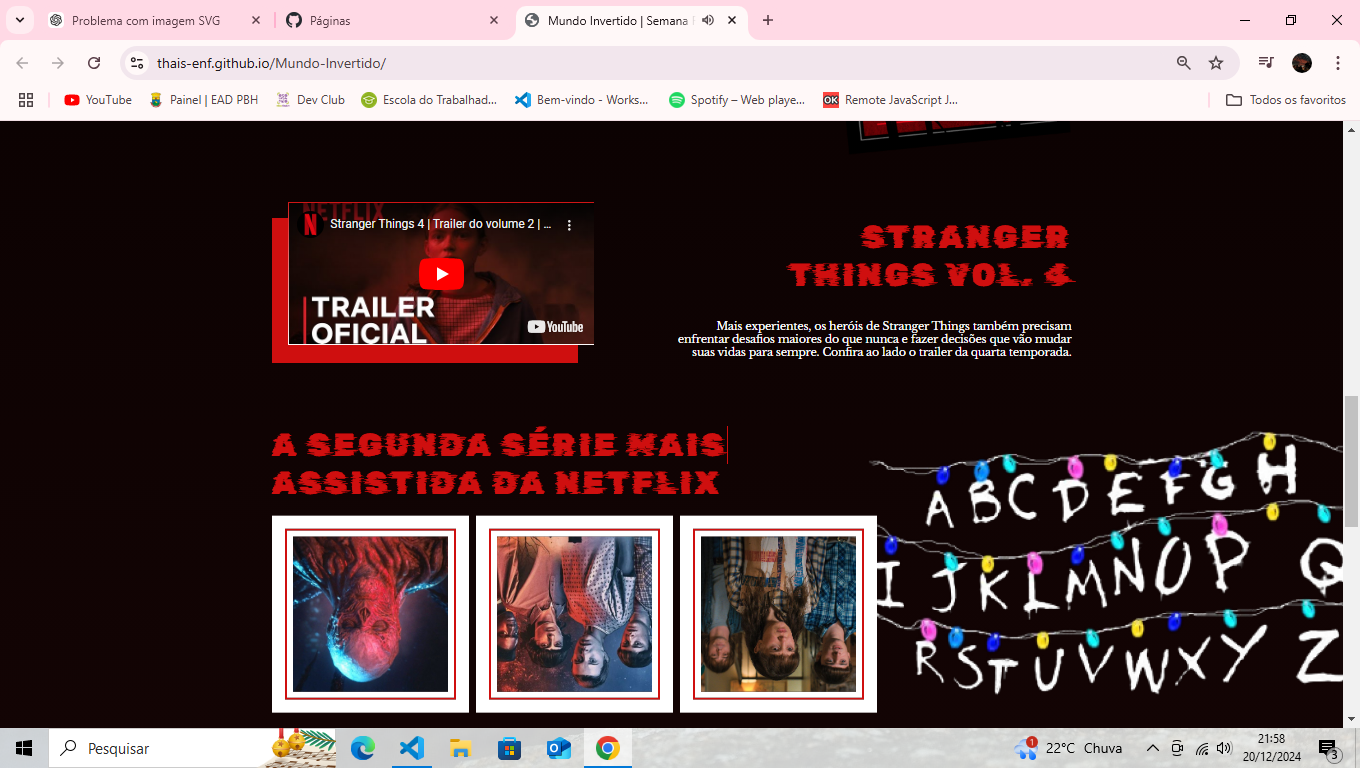 Problema com imagem SVG
Páginas
Mundo Invertido | Semana
thais-enf.github.io/Mundo-Invertido/
YouTube
Painel | EAD PBH
Dev Club
Escola do Trabalhad...
Bem-vindo - Works...
Spotify – Web playe...
OK
Remote JavaScript J...
Todos os favoritos
NETFLIX
N
Stranger Things 4 | Trailer do volume 2 | ...
TRAILER
OFICIAL
YouTube
STRANGER
THINGS VOL. 4
Mais experientes, os heróis de Stranger Things também precisam
enfrentar desafios maiores do que nunca e fazer decisões que vão mudar
suas vidas para sempre. Confira ao lado o trailer da quarta temporada.
A SEGUNDA SÉRIE MAIS
ASSISTIDA DA NETFLIX
A B C D E F G H
I J K L M N O P Q
R S T U V W X Y Z
Pesquisar
1
22°C Chuva
21:58
20/12/2024
3